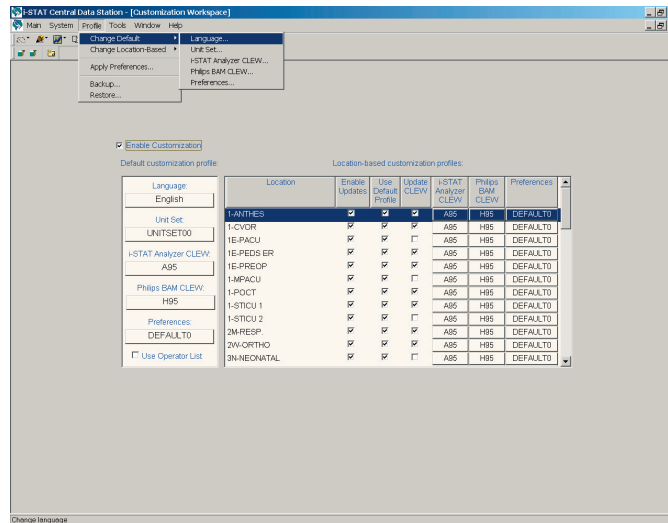 i-STAT Central Data Station - [Customization Workspace]
Main System Profile Tools Window Help
Change Default
Change Location-Based
Apply Preferences...
Backup...
Restore...
Language...
Unit Set...
i-STAT Analyzer CLEW...
Philips BAM CLEW...
Preferences...
Enable Customization
Default customization profile:
Location-based customization profiles:
Language:
English
Unit Set:
UNITSET00
i-STAT Analyzer CLEW:
A95
Philips BAM CLEW:
H95
Preferences:
DEFAULT0
Use Operator List
Location Enable Updates Use Default Profile Update CLEW i-STAT Analyzer CLEW Philips BAM CLEW Preferences
1-ANTHES A95 H95 DEFAULT0
1-CVOR A95 H95 DEFAULT0
1E-PACU A95 H95 DEFAULT0
1E-PEDS ER A95 H95 DEFAULT0
1E-PREOP A95 H95 DEFAULT0
1-MPACU A95 H95 DEFAULT0
1-POCT A95 H95 DEFAULT0
1-STICU 1 A95 H95 DEFAULT0
1-STICU 2 A95 H95 DEFAULT0
2M-RESP. A95 H95 DEFAULT0
2W-ORTHO A95 H95 DEFAULT0
3N-NEONATAL A95 H95 DEFAULT0
Change language